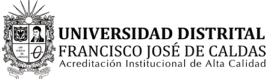 UNIVERSIDAD DISTRITAL
FRANCISCO JOSÉ DE CALDAS
Acreditación Institucional de Alta Calidad